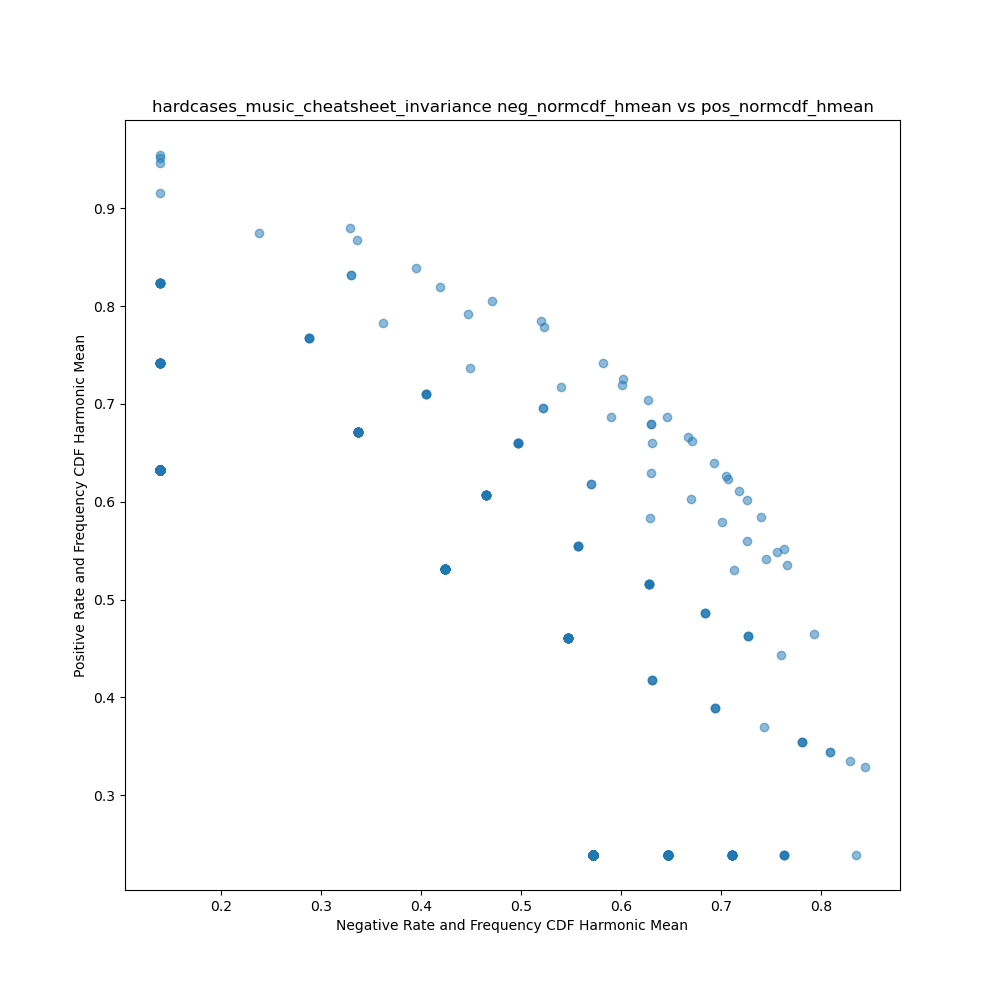 hardcases_music_cheatsheet_invariance neg_normcdf_hmean vs pos_normcdf_hmean
Positive Rate and Frequency CDF Harmonic Mean
0.9
0.8
0.7
0.6
0.5
0.4
0.3
0.2 0.3 0.4 0.5 0.6 0.7 0.8
Negative Rate and Frequency CDF Harmonic Mean